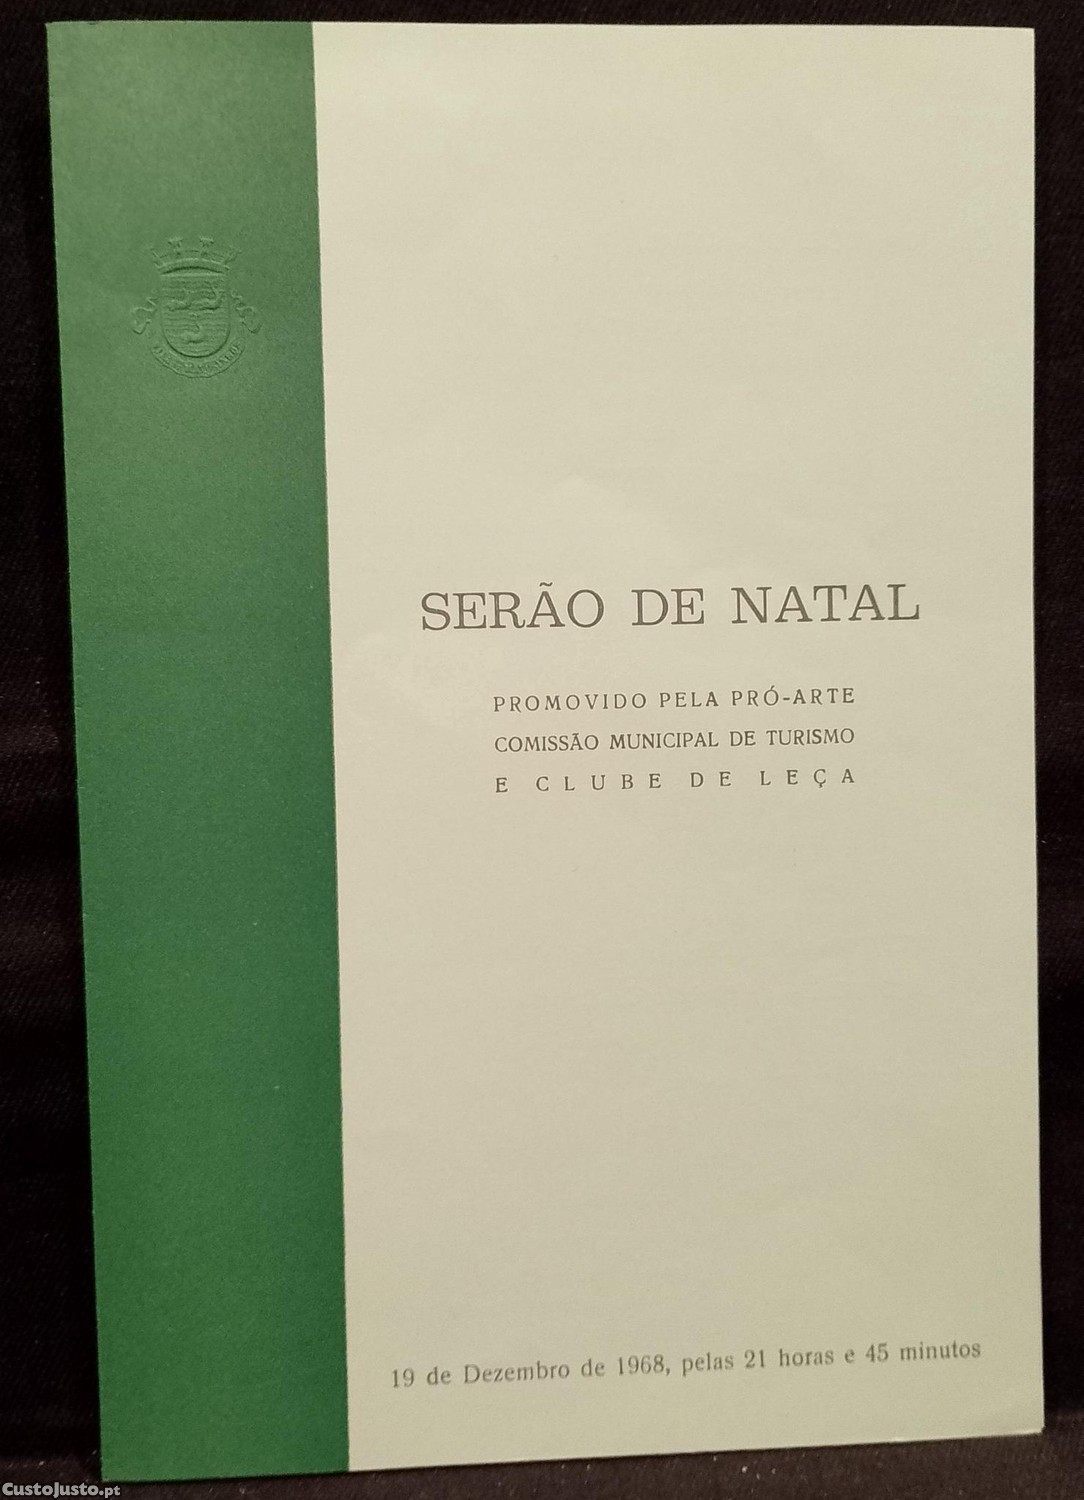 SERÃO DE NATAL
PROMOVIDO PELA PRÓ-ARTE
COMISSÃO MUNICIPAL DE TURISMO
E CLUBE DE LEÇA
19 de Dezembro de 1968, pelas 21 horas e 45 minutos
CustoJusto.pt